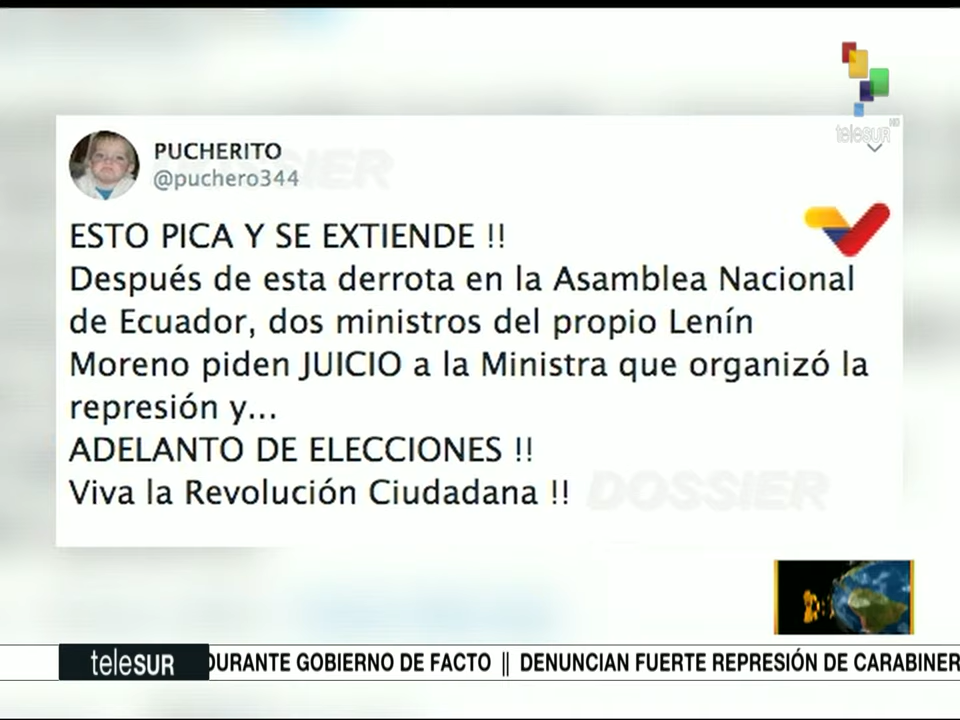 teleSUR HD
PUCHERITO
@puchero344
ESTO PICA Y SE EXTIENDE !!
Después de esta derrota en la Asamblea Nacional
de Ecuador, dos ministros del propio Lenín
Moreno piden JUICIO a la Ministra que organizó la
represión y...
ADELANTO DE ELECCIONES !!
Viva la Revolución Ciudadana !!
DOSSIER
teleSUR DURANTE GOBIERNO DE FACTO || DENUNCIAN FUERTE REPRESIÓN DE CARABINER